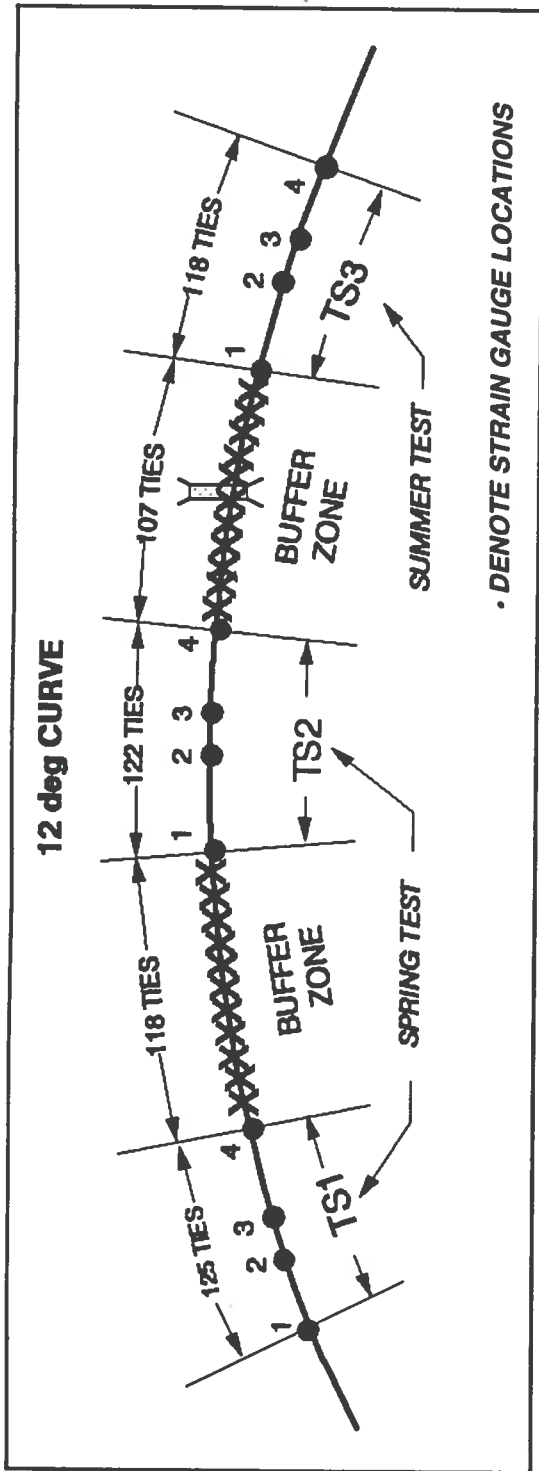 12 deg CURVE
125 TIES
118 TIES
122 TIES
107 TIES
118 TIES
1
2
3
4
1
2
3
4
1
2
3
4
TS1
BUFFER
ZONE
TS2
BUFFER
ZONE
TS3
SPRING TEST
SUMMER TEST
• DENOTE STRAIN GAUGE LOCATIONS